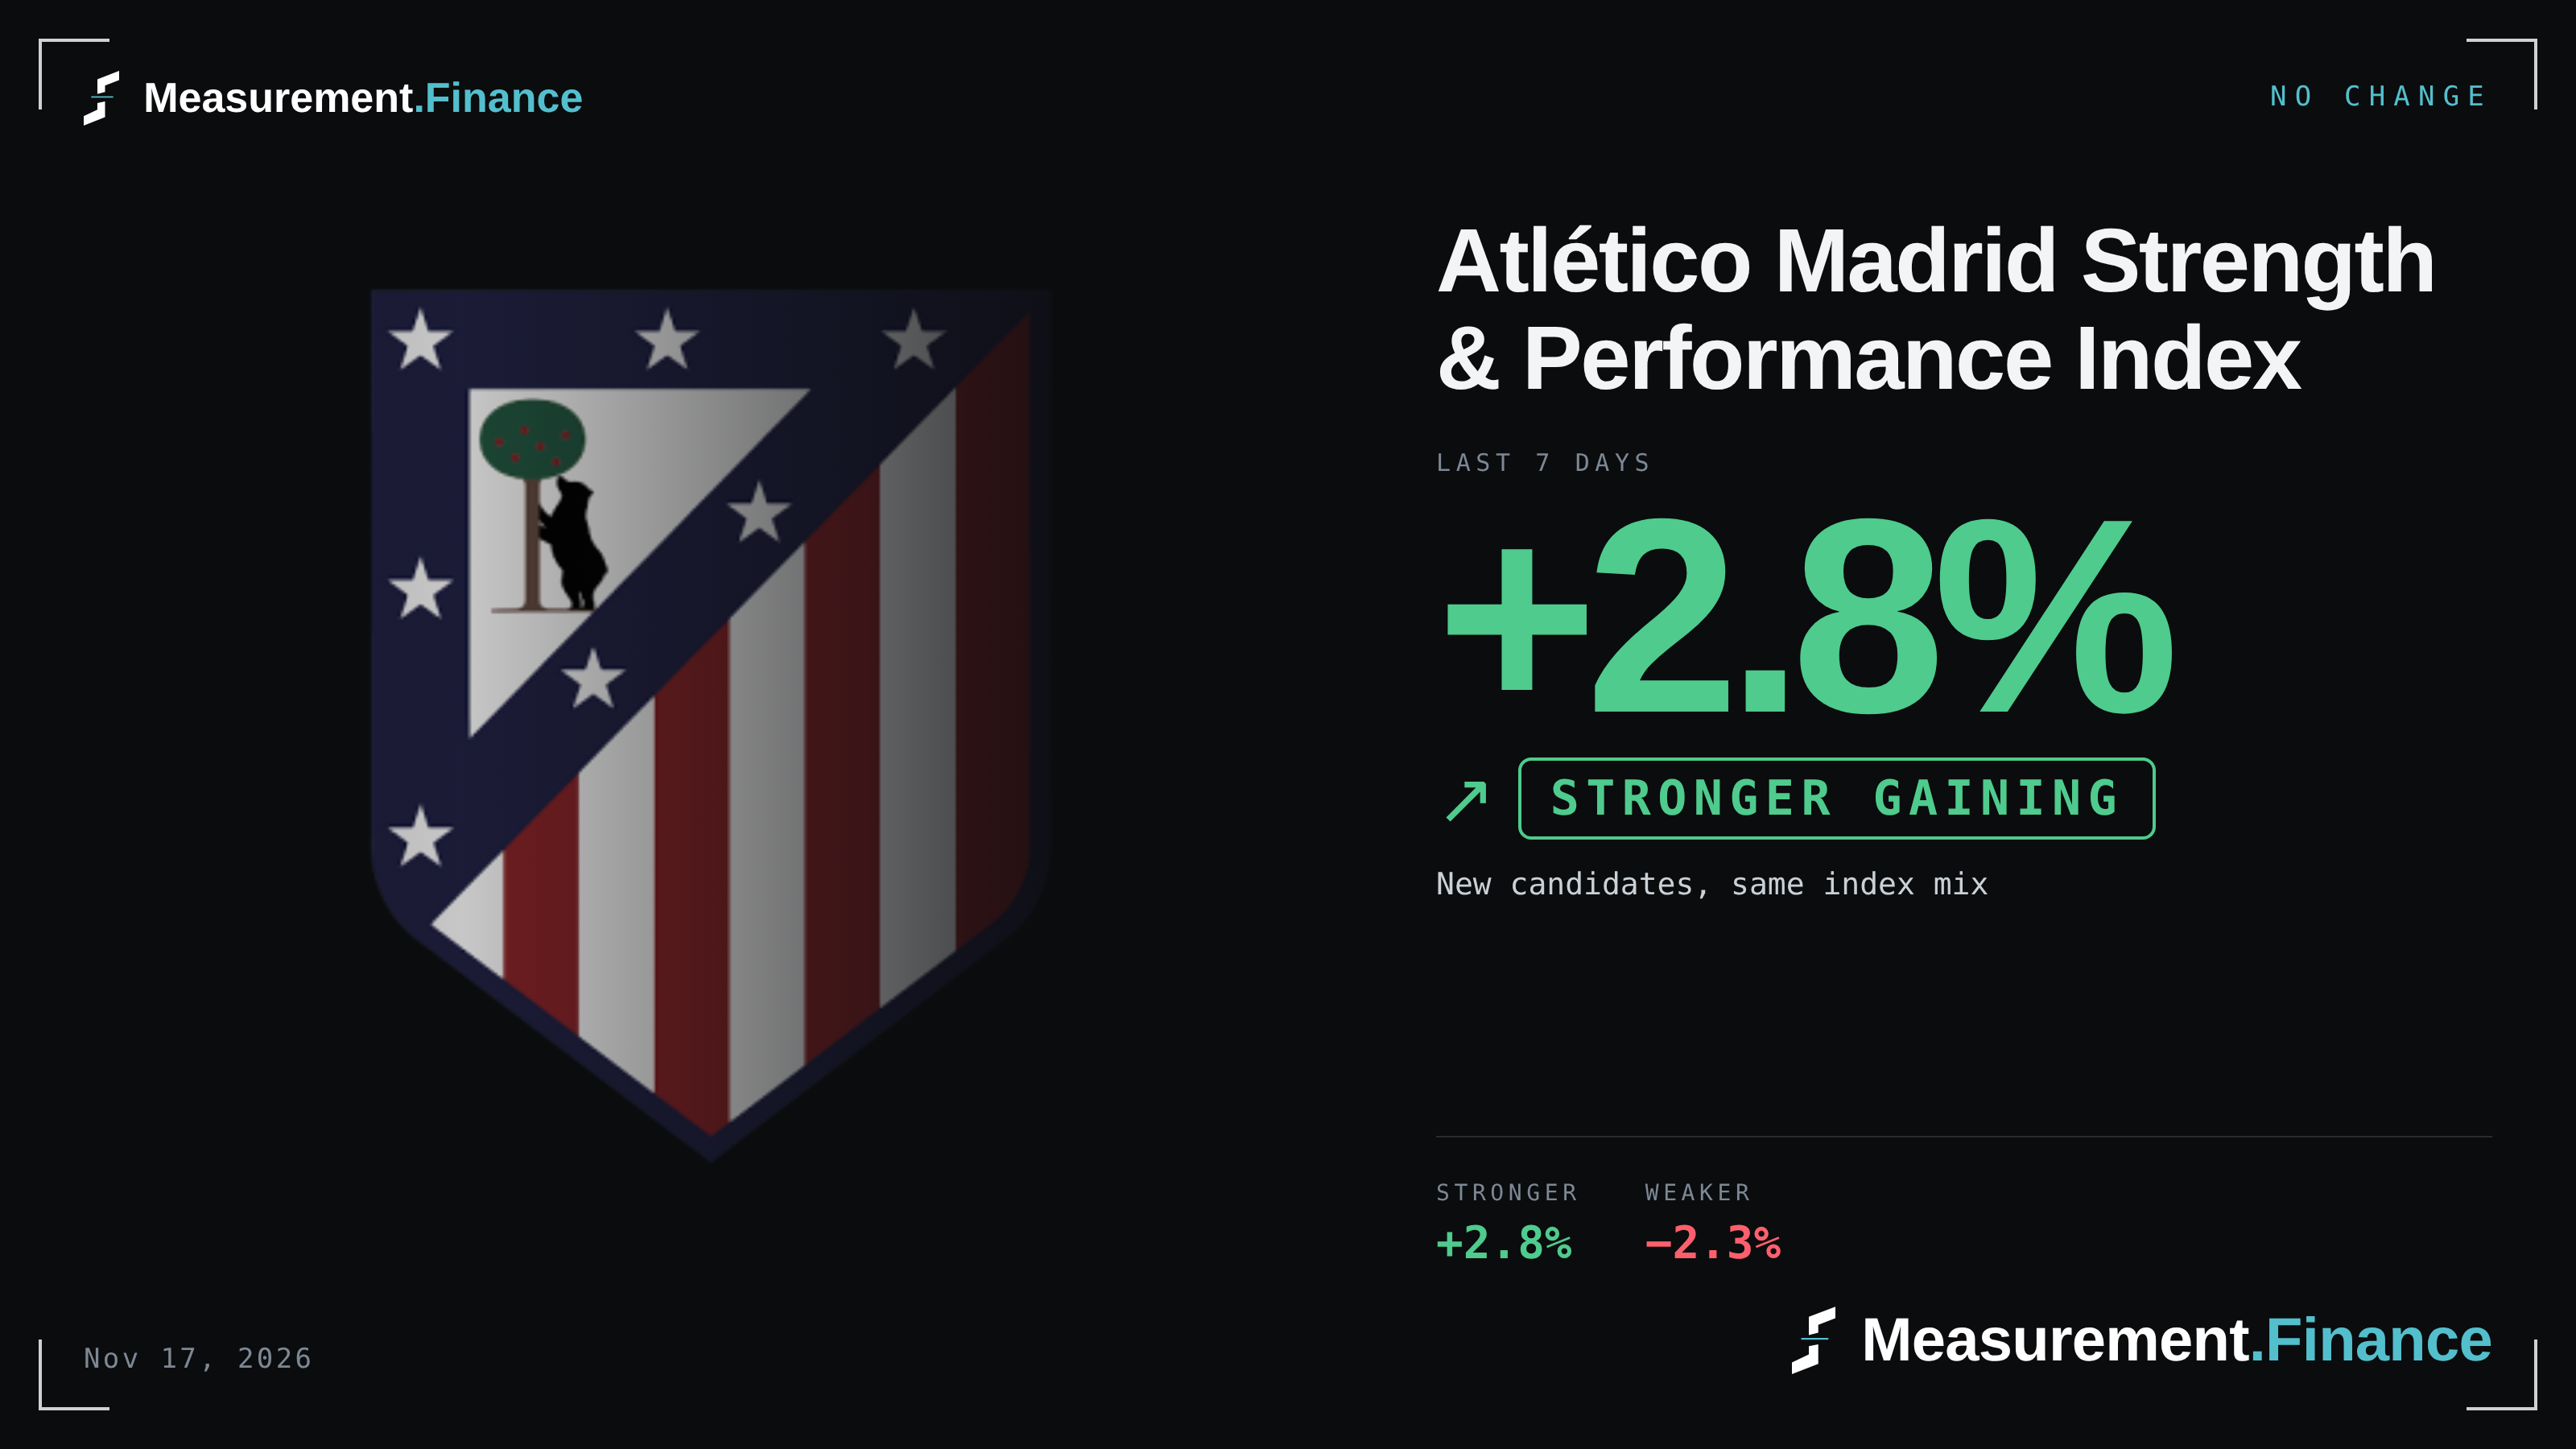 Measurement.Finance
NO CHANGE
Atlético Madrid Strength
& Performance Index
LAST 7 DAYS
+2.8%
↗ STRONGER GAINING
New candidates, same index mix
STRONGER WEAKER
+2.8% −2.3%
Nov 17, 2026
Measurement.Finance